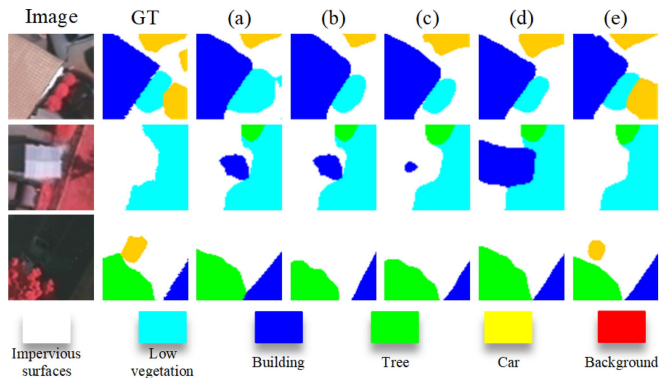 Image GT (a) (b) (c) (d) (e)
Impervious surfaces
Low vegetation
Building
Tree
Car
Background